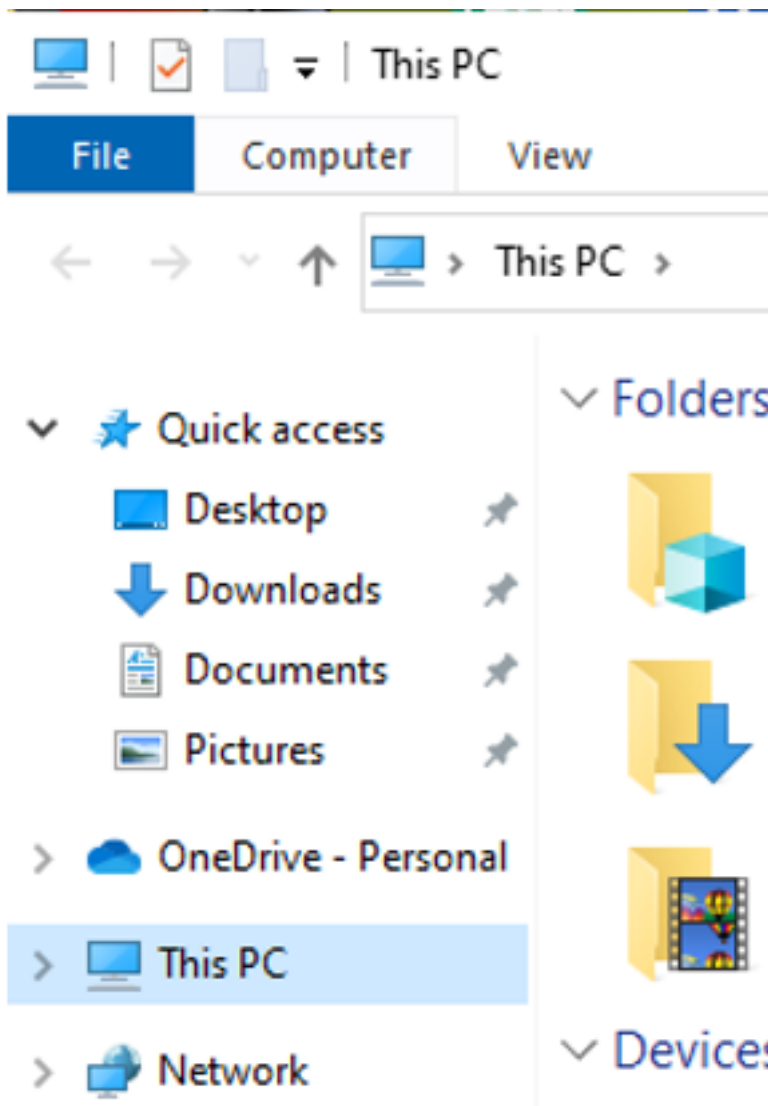 This PC
File Computer View
This PC
Quick access
Desktop
Downloads
Documents
Pictures
OneDrive - Personal
This PC
Network
Folders
Devices